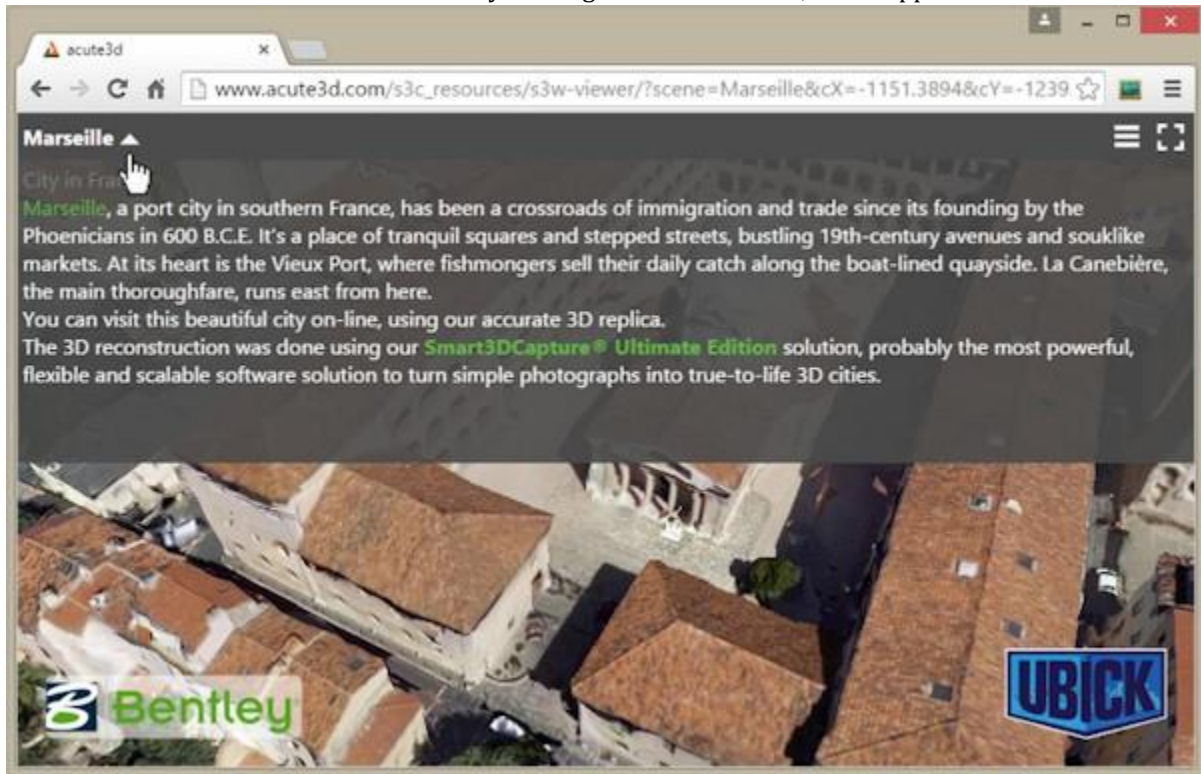 acute3d
www.acute3d.com/s3c_resources/s3w-viewer/?scene=Marseille&cX=-1151.3894&cY=-1239
Marseille
City in Fra
Marseille, a port city in southern France, has been a crossroads of immigration and trade since its founding by the
Phoenicians in 600 B.C.E. It's a place of tranquil squares and stepped streets, bustling 19th-century avenues and souklike
markets. At its heart is the Vieux Port, where fishmongers sell their daily catch along the boat-lined quayside. La Canebière,
the main thoroughfare, runs east from here.
You can visit this beautiful city on-line, using our accurate 3D replica.
The 3D reconstruction was done using our Smart3DCapture® Ultimate Edition solution, probably the most powerful,
flexible and scalable software solution to turn simple photographs into true-to-life 3D cities.
Bentley
UBICK